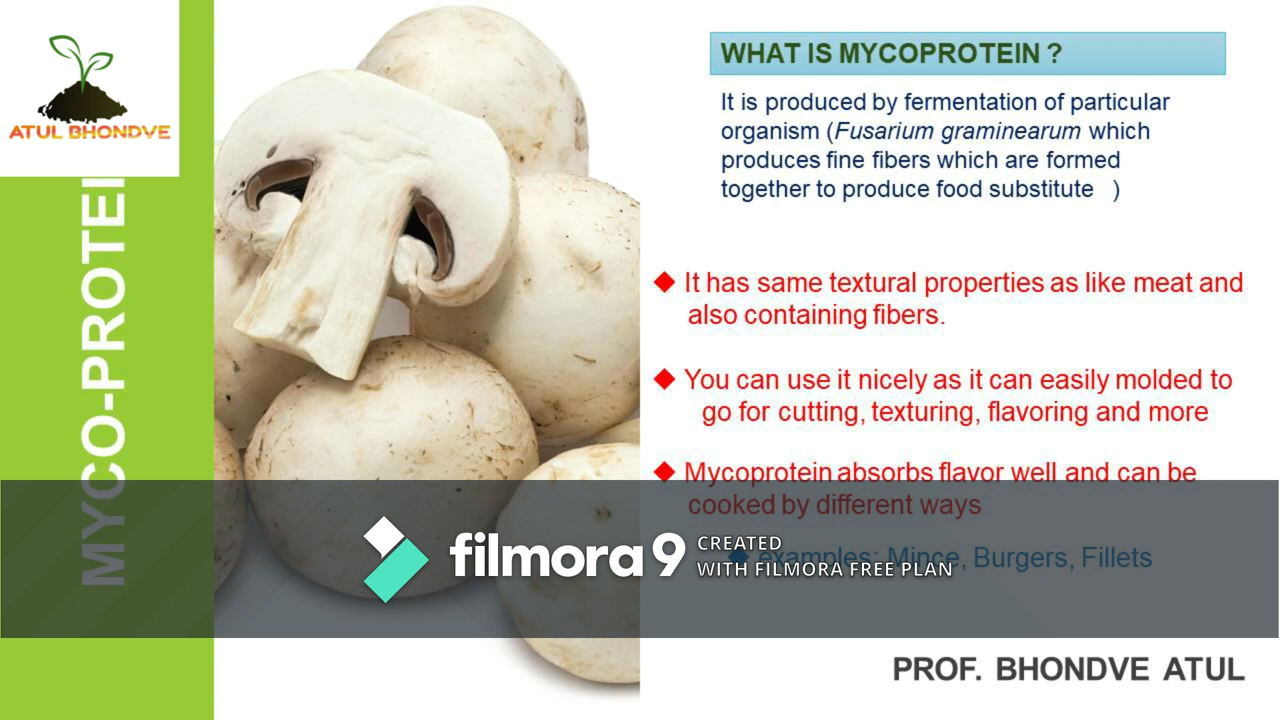 ATUL BHONDVE
MYCO-PROTEI
WHAT IS MYCOPROTEIN ?
It is produced by fermentation of particular
organism (Fusarium graminearum which
produces fine fibers which are formed
together to produce food substitute )
◆ It has same textural properties as like meat and
also containing fibers.
◆ You can use it nicely as it can easily molded to
go for cutting, texturing, flavoring and more
◆ Mycoprotein absorbs flavor well and can be
cooked by different ways
◆ examples: Mince, Burgers, Fillets
filmora9
CREATED
WITH FILMORA FREE PLAN
PROF. BHONDVE ATUL